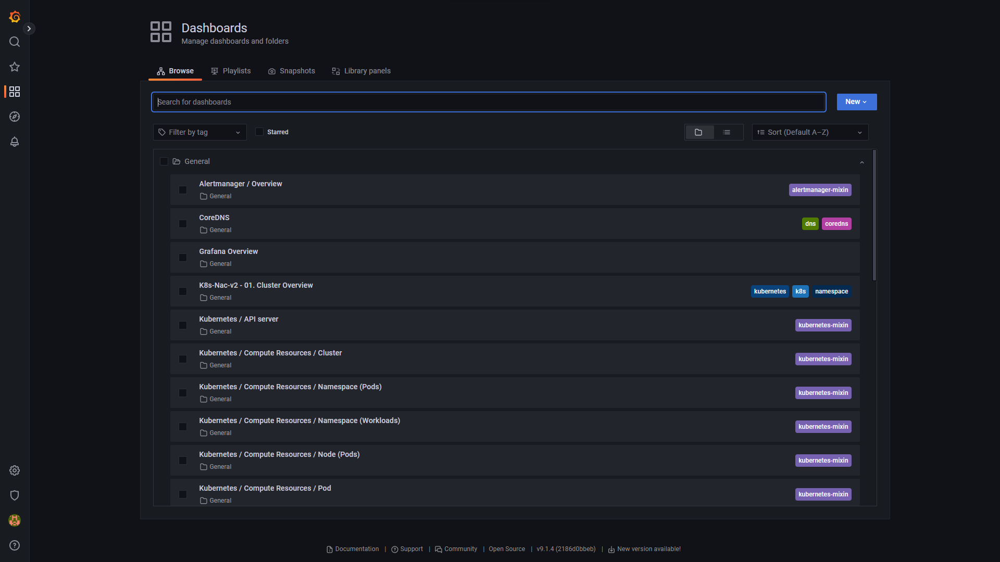 Dashboards
Manage dashboards and folders
Browse
Playlists
Snapshots
Library panels
Search for dashboards
New
Filter by tag
Starred
Sort (Default A–Z)
General
Alertmanager / Overview
General
alertmanager-mixin
CoreDNS
General
dns
coredns
Grafana Overview
General
K8s-Nac-v2 - 01. Cluster Overview
General
kubernetes
k8s
namespace
Kubernetes / API server
General
kubernetes-mixin
Kubernetes / Compute Resources / Cluster
General
kubernetes-mixin
Kubernetes / Compute Resources / Namespace (Pods)
General
kubernetes-mixin
Kubernetes / Compute Resources / Namespace (Workloads)
General
kubernetes-mixin
Kubernetes / Compute Resources / Node (Pods)
General
kubernetes-mixin
Kubernetes / Compute Resources / Pod
General
kubernetes-mixin
Documentation | Support | Community | Open Source | v9.1.4 (2186d0bbeb) | New version available!